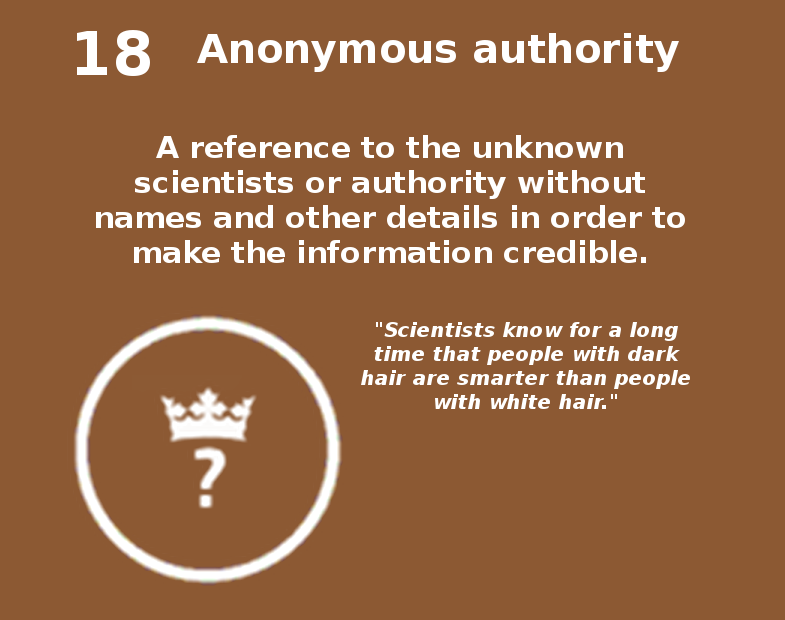 18 Anonymous authority
A reference to the unknown
scientists or authority without
names and other details in order to
make the information credible.
"Scientists know for a long
time that people with dark
hair are smarter than people
with white hair."
?